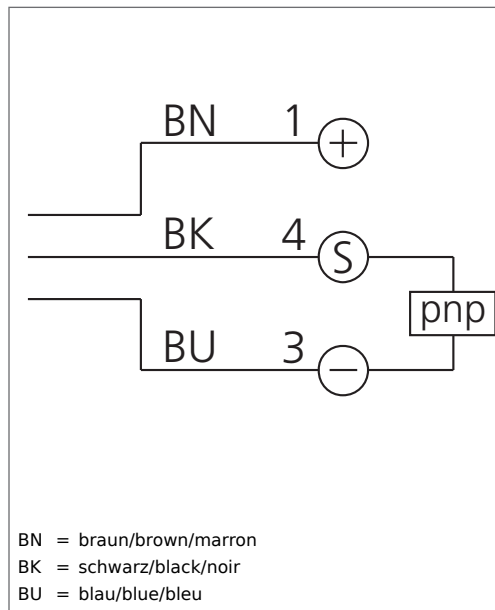 BN 1 +
BK 4 S
pnp
BU 3 −
BN = braun/brown/marron
BK = schwarz/black/noir
BU = blau/blue/bleu